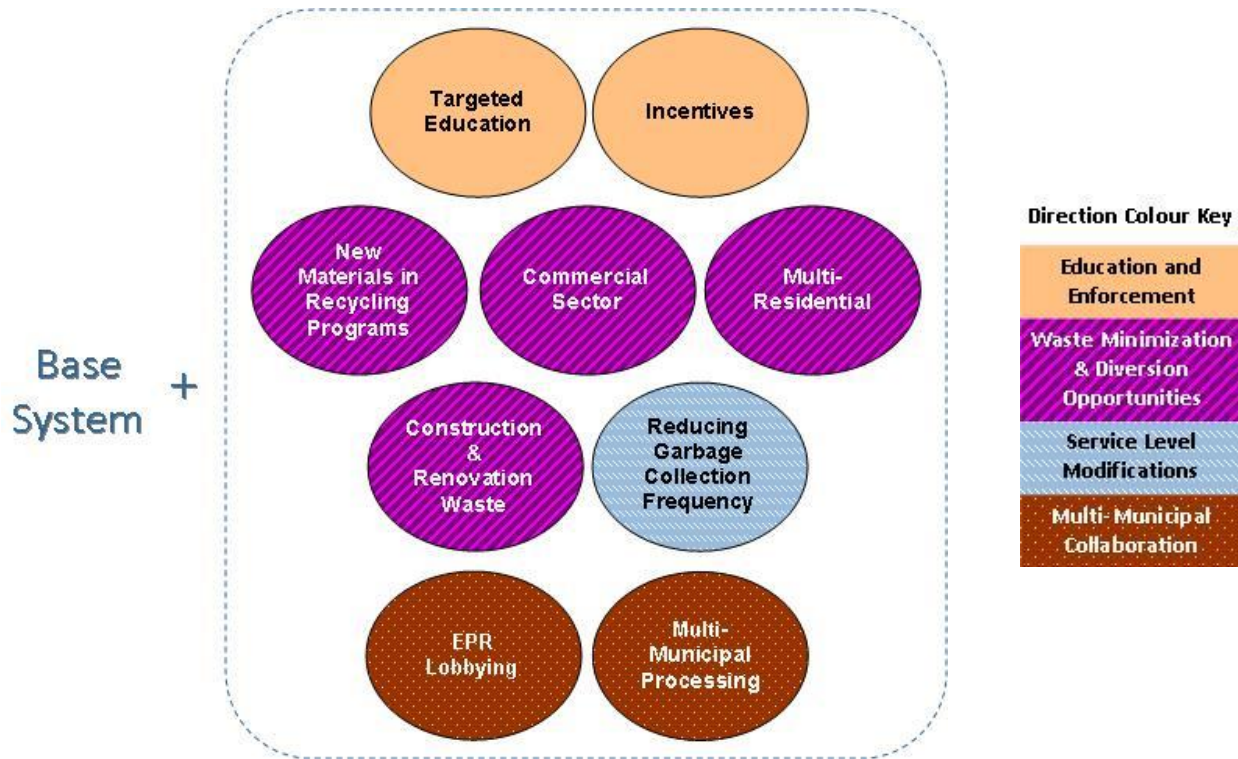 Targeted
Education
Incentives
New
Materials in
Recycling
Programs
Commercial
Sector
Multi-
Residential
Base
System
+
Construction
&
Renovation
Waste
Reducing
Garbage
Collection
Frequency
EPR
Lobbying
Multi-
Municipal
Processing
Direction Colour Key
Education and
Enforcement
Waste Minimization
& Diversion
Opportunities
Service Level
Modifications
Multi-Municipal
Collaboration